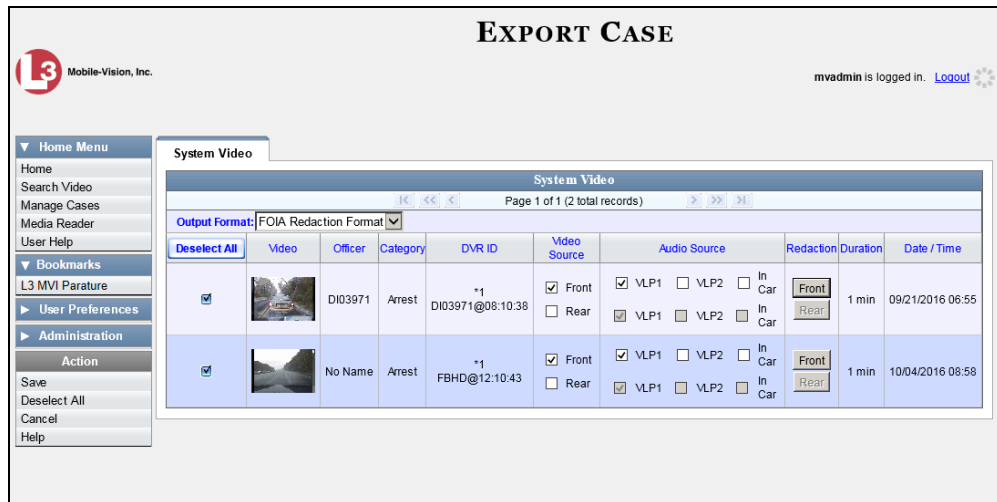 EXPORT CASE
L3 Mobile-Vision, Inc.
mvadmin is logged in. Logout
▼ Home Menu
Home
Search Video
Manage Cases
Media Reader
User Help
▼ Bookmarks
L3 MVI Parature
▶ User Preferences
▶ Administration
Action
Save
Deselect All
Cancel
Help
System Video
System Video
Page 1 of 1 (2 total records)
Output Format: FOIA Redaction Format
Deselect All Video Officer Category DVR ID Video Source Audio Source Redaction Duration Date / Time
DI03971 Arrest *1 DI03971@08:10:38 Front Rear VLP1 VLP2 In Car VLP1 VLP2 In Car Front Rear 1 min 09/21/2016 06:55
No Name Arrest *1 FBHD@12:10:43 Front Rear VLP1 VLP2 In Car VLP1 VLP2 In Car Front Rear 1 min 10/04/2016 08:58